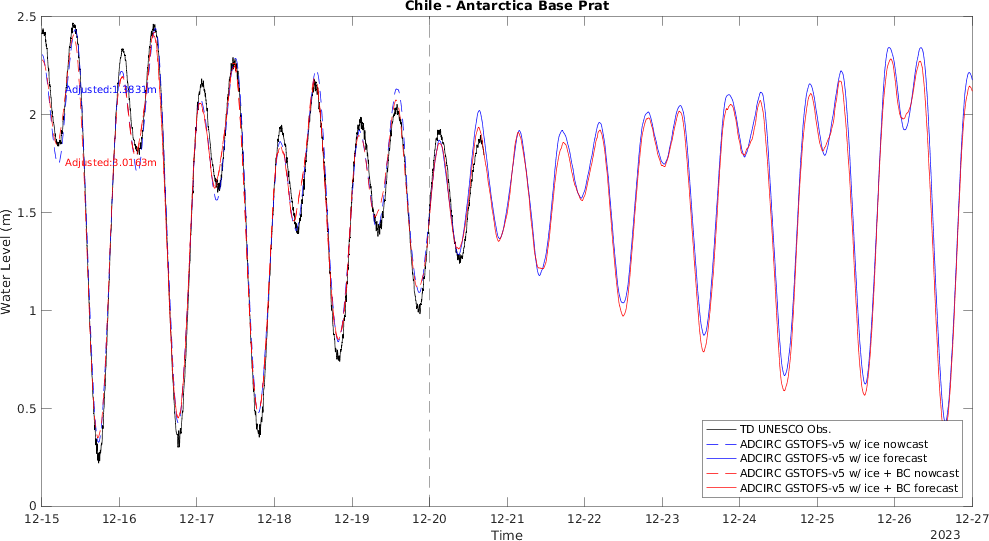 Chile - Antarctica Base Prat
2.5
2
1.5
1
0.5
0
Water Level (m)
Adjusted:1.3831m
Adjusted:3.0163m
TD UNESCO Obs.
ADCIRC GSTOFS-v5 w/ ice nowcast
ADCIRC GSTOFS-v5 w/ ice forecast
ADCIRC GSTOFS-v5 w/ ice + BC nowcast
ADCIRC GSTOFS-v5 w/ ice + BC forecast
12-15 12-16 12-17 12-18 12-19 12-20 12-21 12-22 12-23 12-24 12-25 12-26 12-27
Time
2023